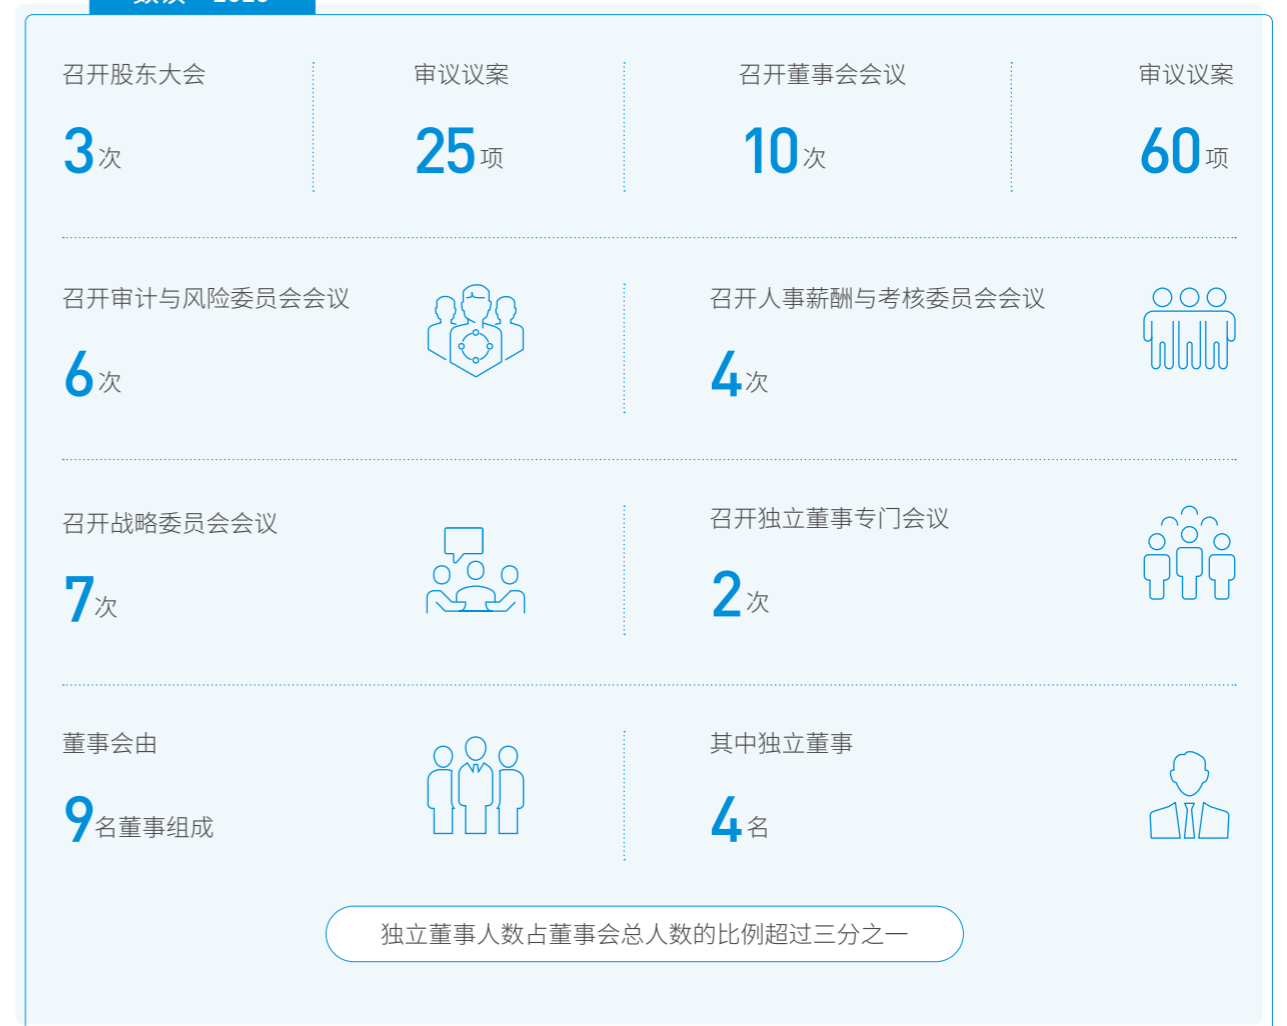 召开股东大会 审议议案 召开董事会会议 审议议案
3次 25项 10次 60项
召开审计与风险委员会会议 召开人事薪酬与考核委员会会议
6次 4次
召开战略委员会会议 召开独立董事专门会议
7次 2次
董事会由 其中独立董事
9名董事组成 4名
独立董事人数占董事会总人数的比例超过三分之一